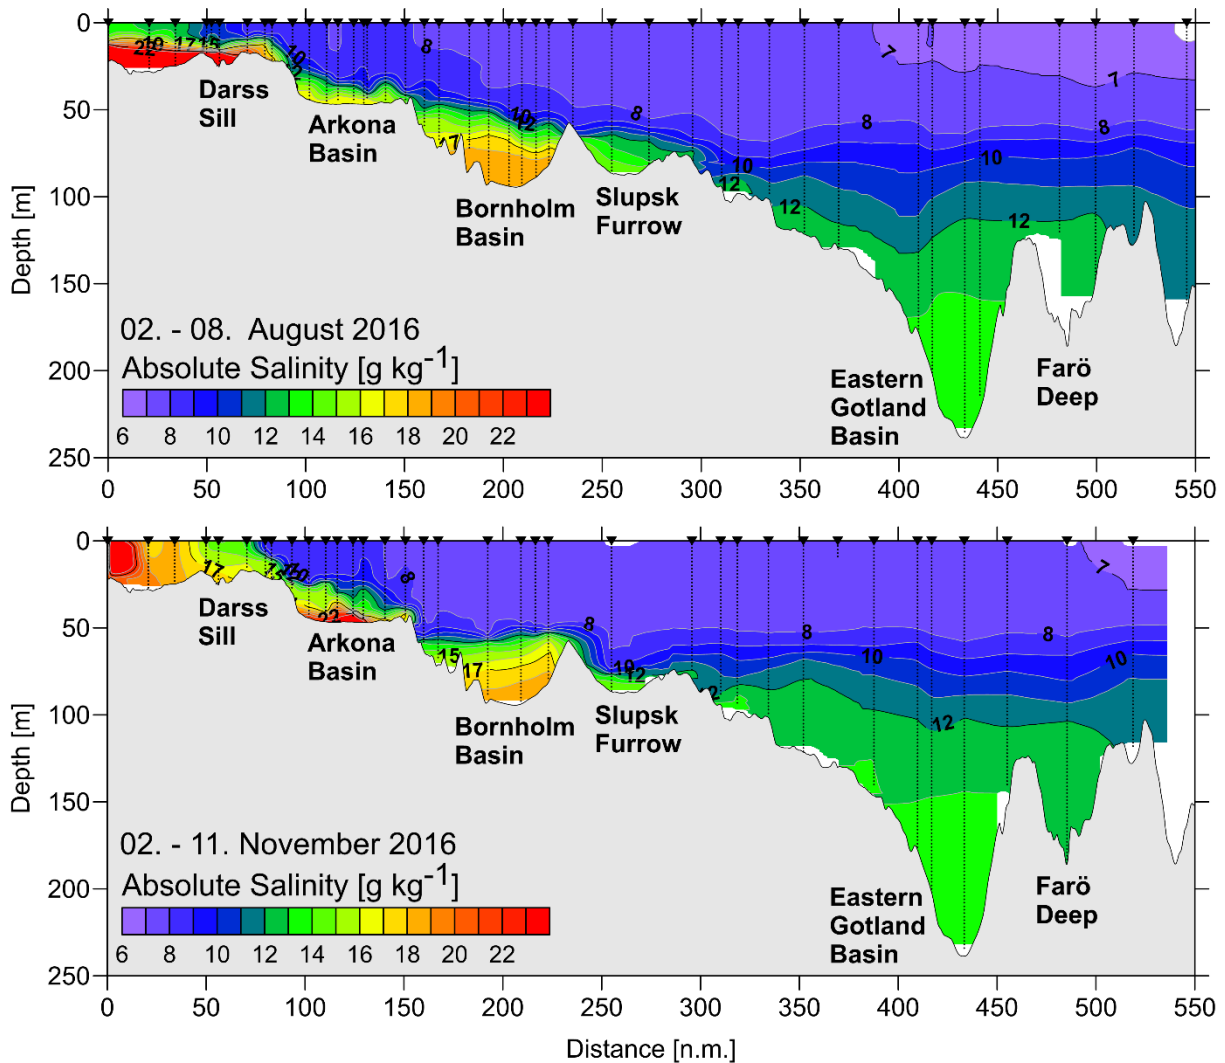 0
50
100
150
200
250
Depth [m]
22
10
17
15
10
12
8
7
7
8
8
10
12
17
10
12
10
12
12
Darss
Sill
Arkona
Basin
Bornholm
Basin
Slupsk
Furrow
Eastern
Gotland
Basin
Farö
Deep
02. - 08. August 2016
Absolute Salinity [g kg-1]
6 8 10 12 14 16 18 20 22
0 50 100 150 200 250 300 350 400 450 500 550
0
50
100
150
200
250
Depth [m]
17
15
10
8
22
15
17
8
10
12
12
8
10
12
8
10
7
Darss
Sill
Arkona
Basin
Bornholm
Basin
Slupsk
Furrow
Eastern
Gotland
Basin
Farö
Deep
02. - 11. November 2016
Absolute Salinity [g kg-1]
6 8 10 12 14 16 18 20 22
0 50 100 150 200 250 300 350 400 450 500 550
Distance [n.m.]